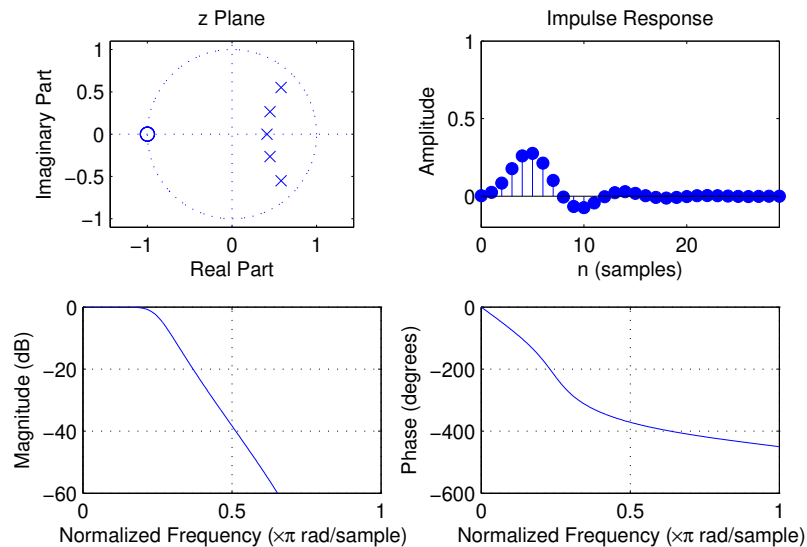 z Plane
1
0.5
0
−0.5
−1
Imaginary Part
−1
0
1
Real Part
Impulse Response
1
0.5
0
Amplitude
0
10
20
n (samples)
0
−20
−40
−60
Magnitude (dB)
0
0.5
1
Normalized Frequency (×π rad/sample)
0
−200
−400
−600
Phase (degrees)
0
0.5
1
Normalized Frequency (×π rad/sample)